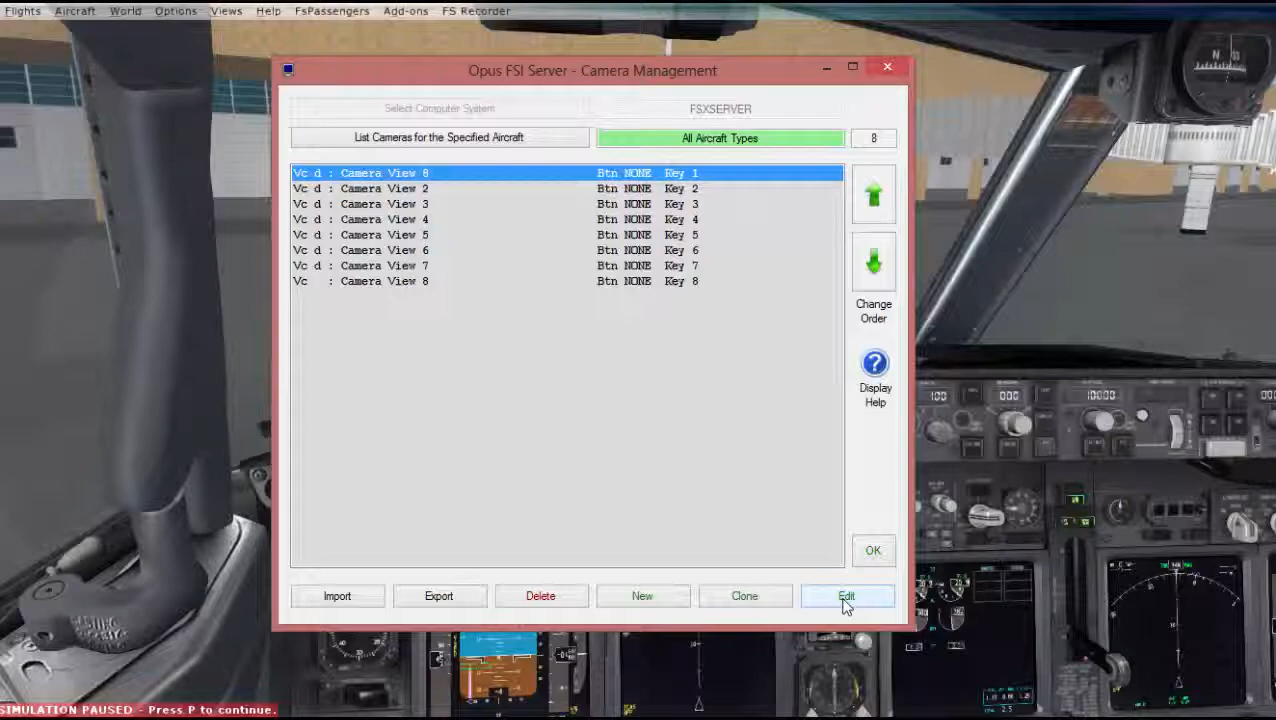 Flights Aircraft World Options Views Help FsPassengers Add-ons FS Recorder
Opus FSI Server - Camera Management
Select Computer System FSXSERVER
List Cameras for the Specified Aircraft All Aircraft Types 8
Vc d : Camera View 8 Btn NONE Key 1
Vc d : Camera View 2 Btn NONE Key 2
Vc d : Camera View 3 Btn NONE Key 3
Vc d : Camera View 4 Btn NONE Key 4
Vc d : Camera View 5 Btn NONE Key 5
Vc d : Camera View 6 Btn NONE Key 6
Vc d : Camera View 7 Btn NONE Key 7
Vc : Camera View 8 Btn NONE Key 8
Change
Order
?
Display
Help
OK
Import Export Delete New Clone Edit
N 33
100 000 10000
SIMULATION PAUSED - Press P to continue.